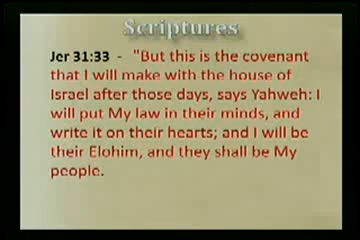 Scriptures
Jer 31:33 - "But this is the covenant
that I will make with the house of
Israel after those days, says Yahweh: I
will put My law in their minds, and
write it on their hearts; and I will be
their Elohim, and they shall be My
people.